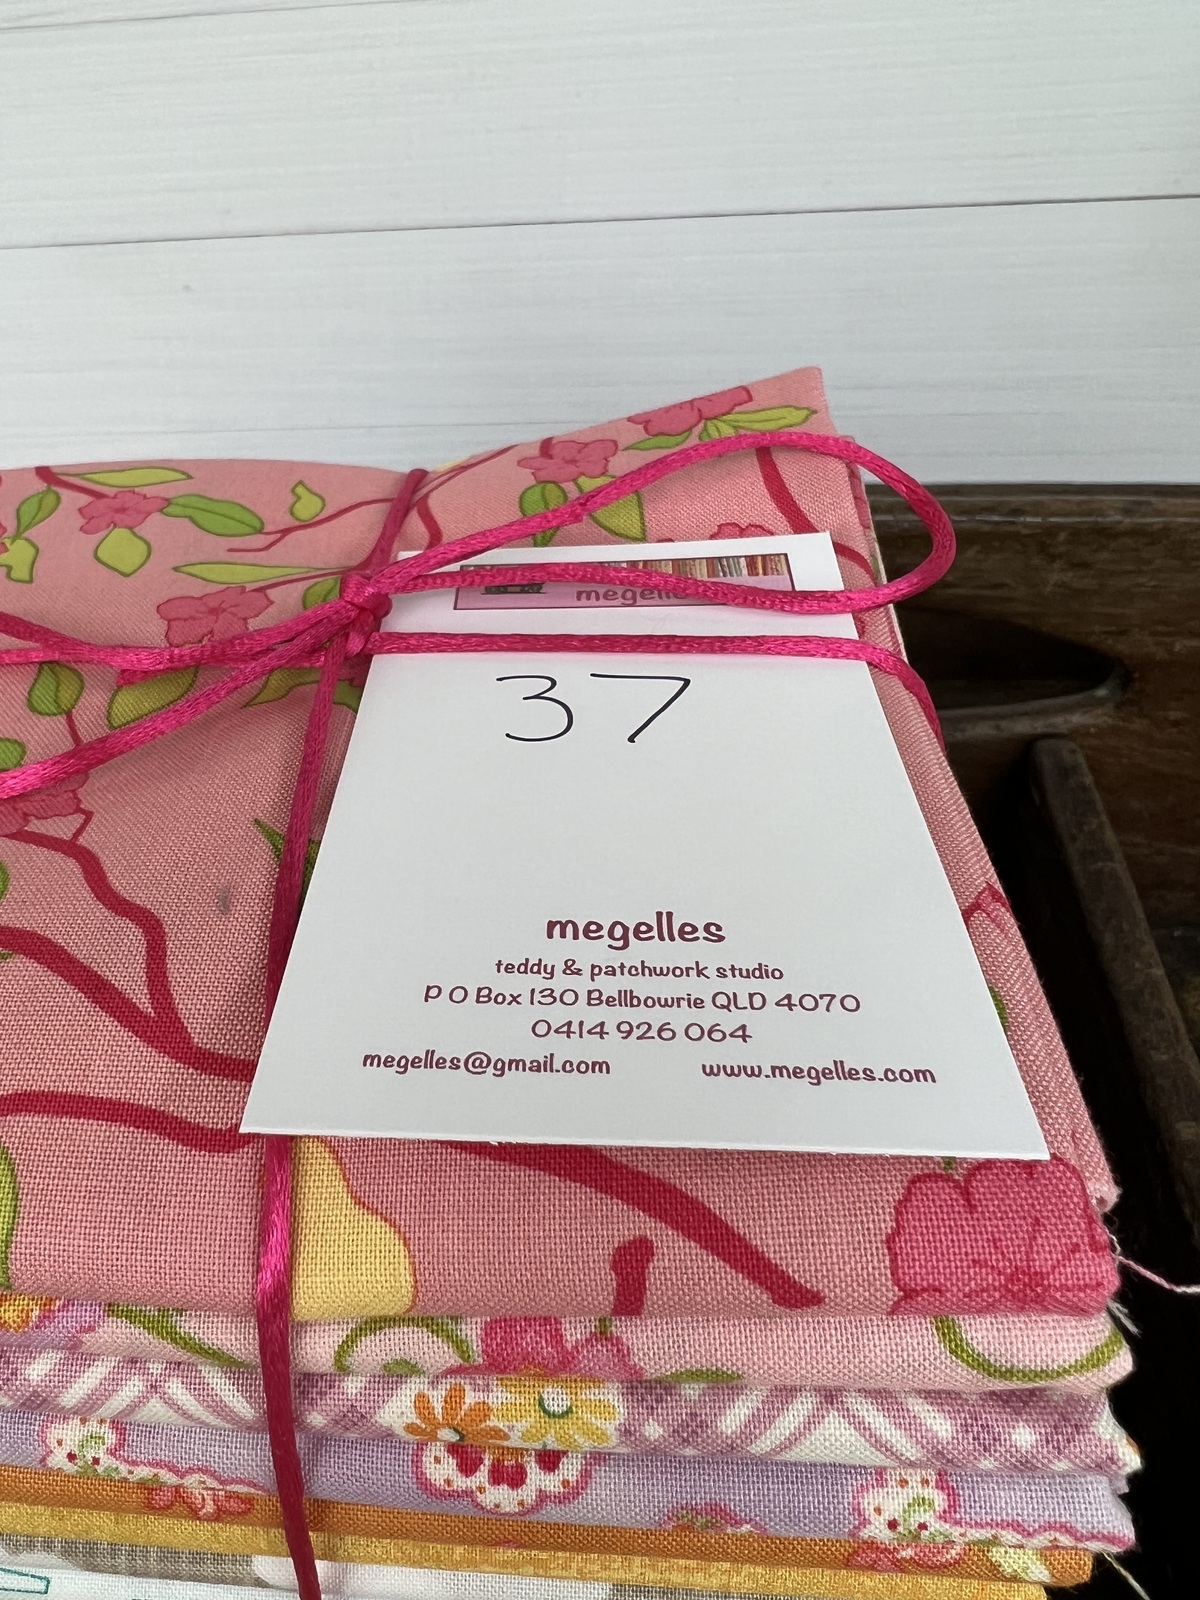 37
megelles
teddy & patchwork studio
P O Box 130 Bellbowrie QLD 4070
0414 926 064
megelles@gmail.com www.megelles.com